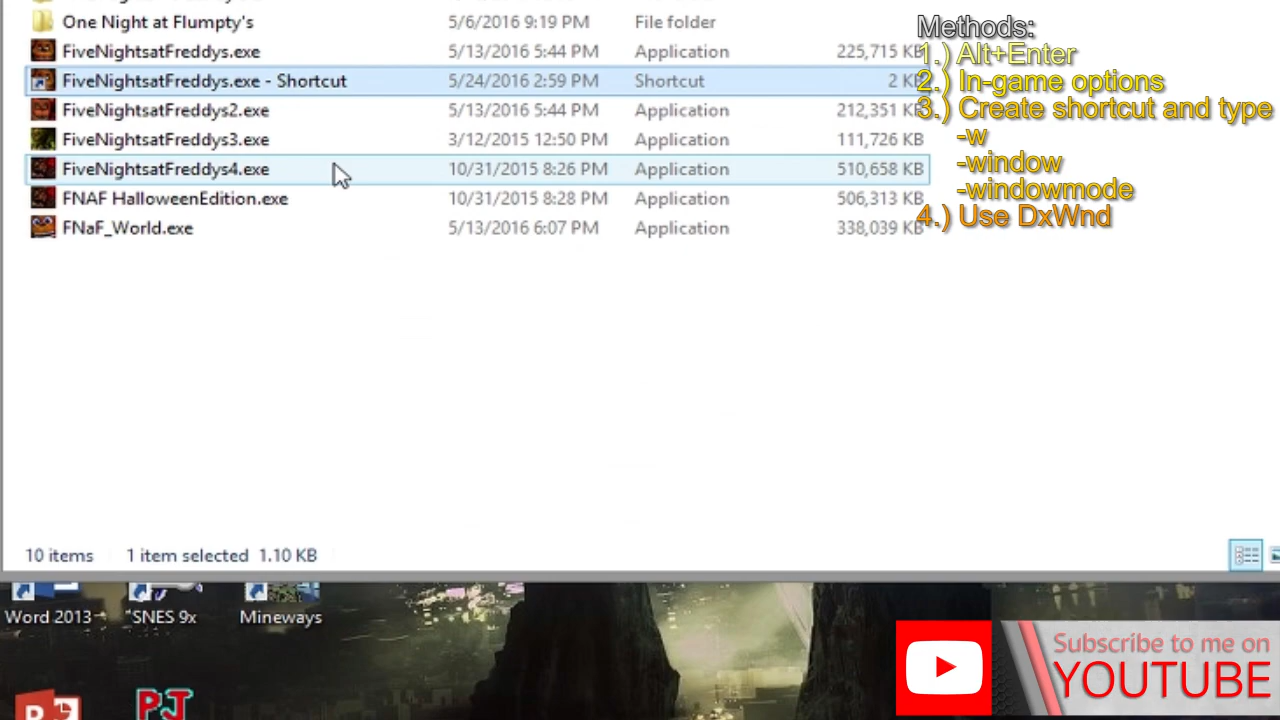 One Night at Flumpty's 5/6/2016 9:19 PM File folder
FiveNightsatFreddys.exe 5/13/2016 5:44 PM Application 225,715 KB
FiveNightsatFreddys.exe - Shortcut 5/24/2016 2:59 PM Shortcut 2 KB
FiveNightsatFreddys2.exe 5/13/2016 5:44 PM Application 212,351 KB
FiveNightsatFreddys3.exe 3/12/2015 12:50 PM Application 111,726 KB
FiveNightsatFreddys4.exe 10/31/2015 8:26 PM Application 510,658 KB
FNAF HalloweenEdition.exe 10/31/2015 8:28 PM Application 506,313 KB
FNaF_World.exe 5/13/2016 6:07 PM Application 338,039 KB
Methods:
1.) Alt+Enter
2.) In-game options
3.) Create shortcut and type
-w
-window
-windowmode
4.) Use DxWnd
10 items 1 item selected 1.10 KB
Word 2013 "SNES 9x Mineways
Subscribe to me on
YOUTUBE